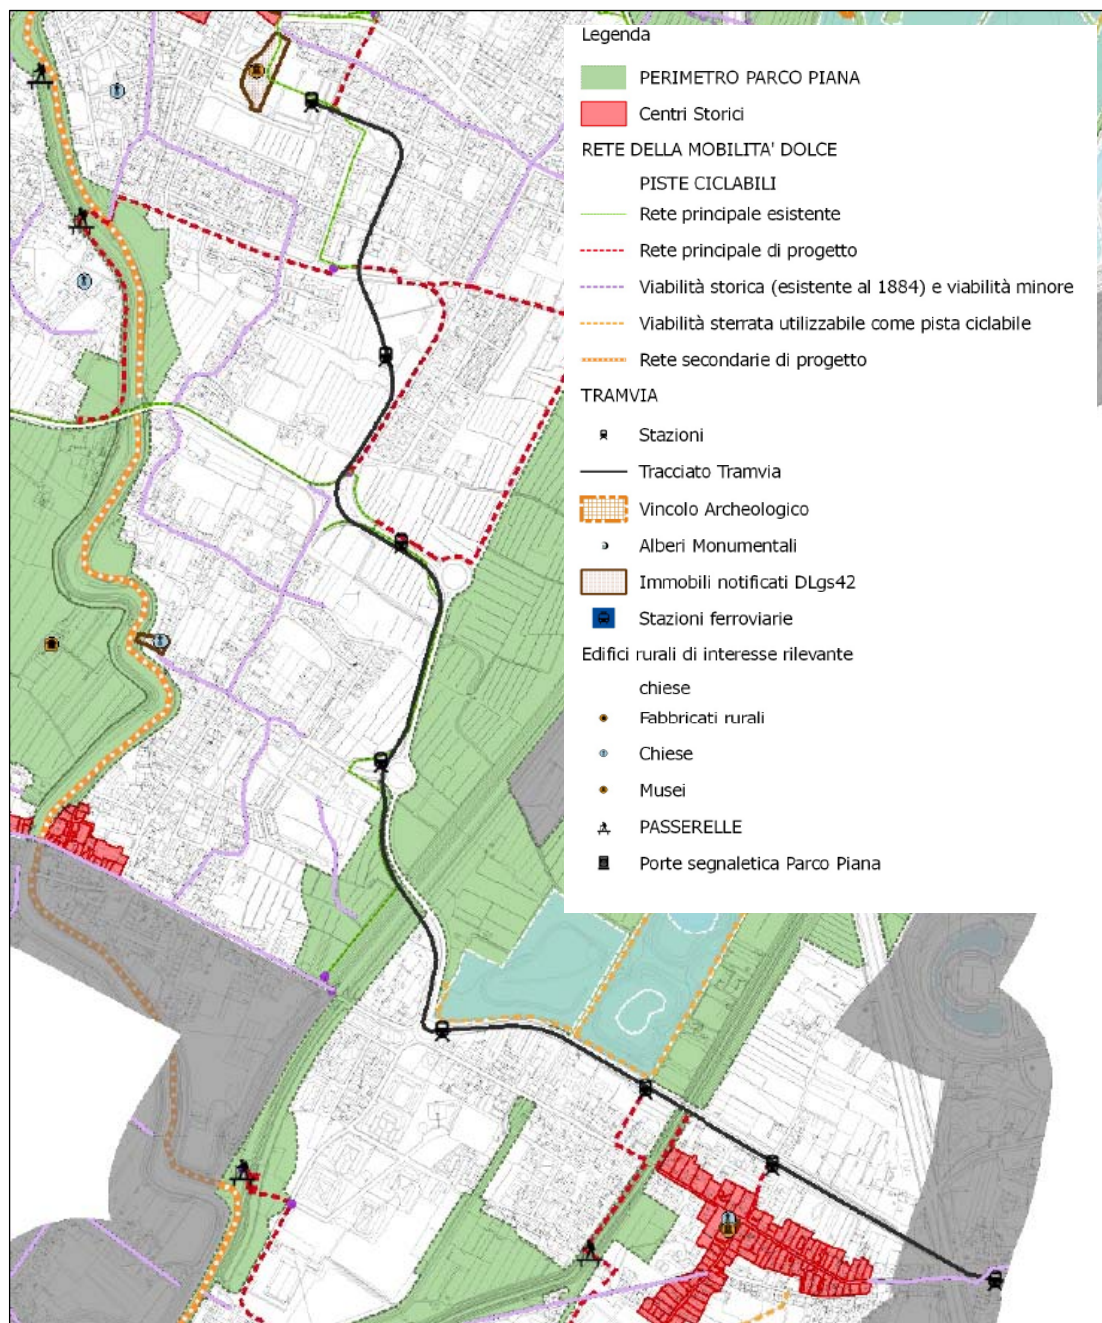 Legenda
PERIMETRO PARCO PIANA
Centri Storici
RETE DELLA MOBILITA' DOLCE
PISTE CICLABILI
Rete principale esistente
Rete principale di progetto
Viabilità storica (esistente al 1884) e viabilità minore
Viabilità sterrata utilizzabile come pista ciclabile
Rete secondarie di progetto
TRAMVIA
Stazioni
Tracciato Tramvia
Vincolo Archeologico
Alberi Monumentali
Immobili notificati DLgs42
Stazioni ferroviarie
Edifici rurali di interesse rilevante
chiese
Fabbricati rurali
Chiese
Musei
PASSERELLE
Porte segnaletica Parco Piana